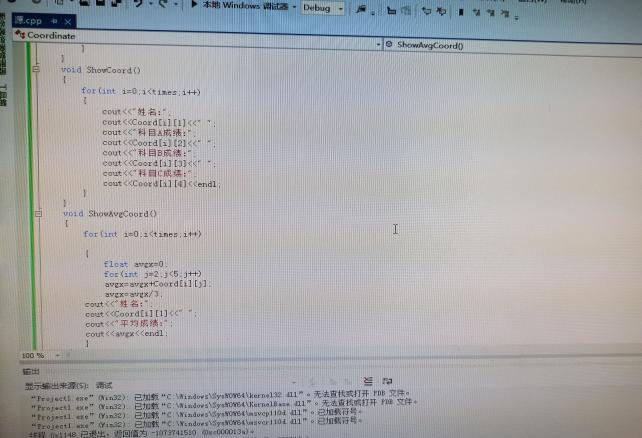 本地 Windows 调试器
Debug
源.cpp
Coordinate
ShowAvgCoord()
}
}
void ShowCoord()
{
for(int i=0;i<times;i++)
{
cout<<"姓名:";
cout<<Coord[i][1]<<" ";
cout<<"科目A成绩:";
cout<<Coord[i][2]<<" ";
cout<<"科目B成绩:";
cout<<Coord[i][3]<<" ";
cout<<"科目C成绩:";
cout<<Coord[i][4]<<endl;
}
}
void ShowAvgCoord()
{
for(int i=0;i<times;i++)
{
float avgx=0;
for(int j=2;j<5;j++)
avgx=avgx+Coord[i][j];
avgx=avgx/3;
cout<<"姓名:";
cout<<Coord[i][1]<<" ";
cout<<"平均成绩:";
cout<<avgx<<endl;
}
100 %
输出
显示输出来源(S): 调试
"Project1.exe" (Win32): 已加载 "C:\Windows\SysWOW64\kernel32.dll"。无法查找或打开 PDB 文件。
"Project1.exe" (Win32): 已加载 "C:\Windows\SysWOW64\KernelBase.dll"。无法查找或打开 PDB 文件。
"Project1.exe" (Win32): 已加载 "C:\Windows\SysWOW64\msvcp110d.dll"。已加载符号。
"Project1.exe" (Win32): 已加载 "C:\Windows\SysWOW64\msvcr110d.dll"。已加载符号。
线程 0x1148 已退出，返回值为 -1073741510 (0xc000013a)。